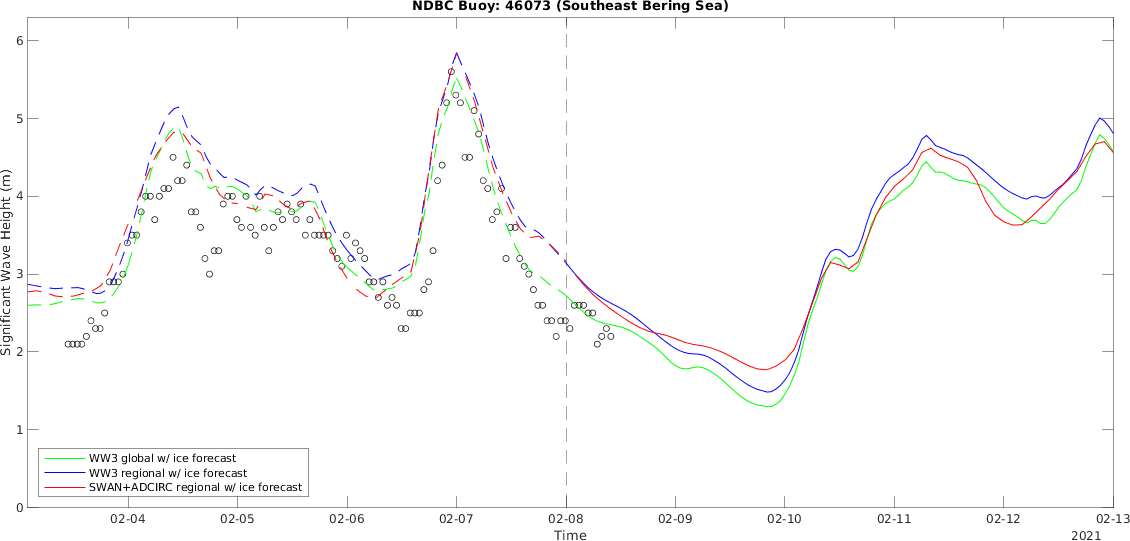 NDBC Buoy: 46073 (Southeast Bering Sea)
Significant Wave Height (m)
6
5
4
3
2
1
0
WW3 global w/ ice forecast
WW3 regional w/ ice forecast
SWAN+ADCIRC regional w/ ice forecast
02-04 02-05 02-06 02-07 02-08 02-09 02-10 02-11 02-12 02-13
Time
2021